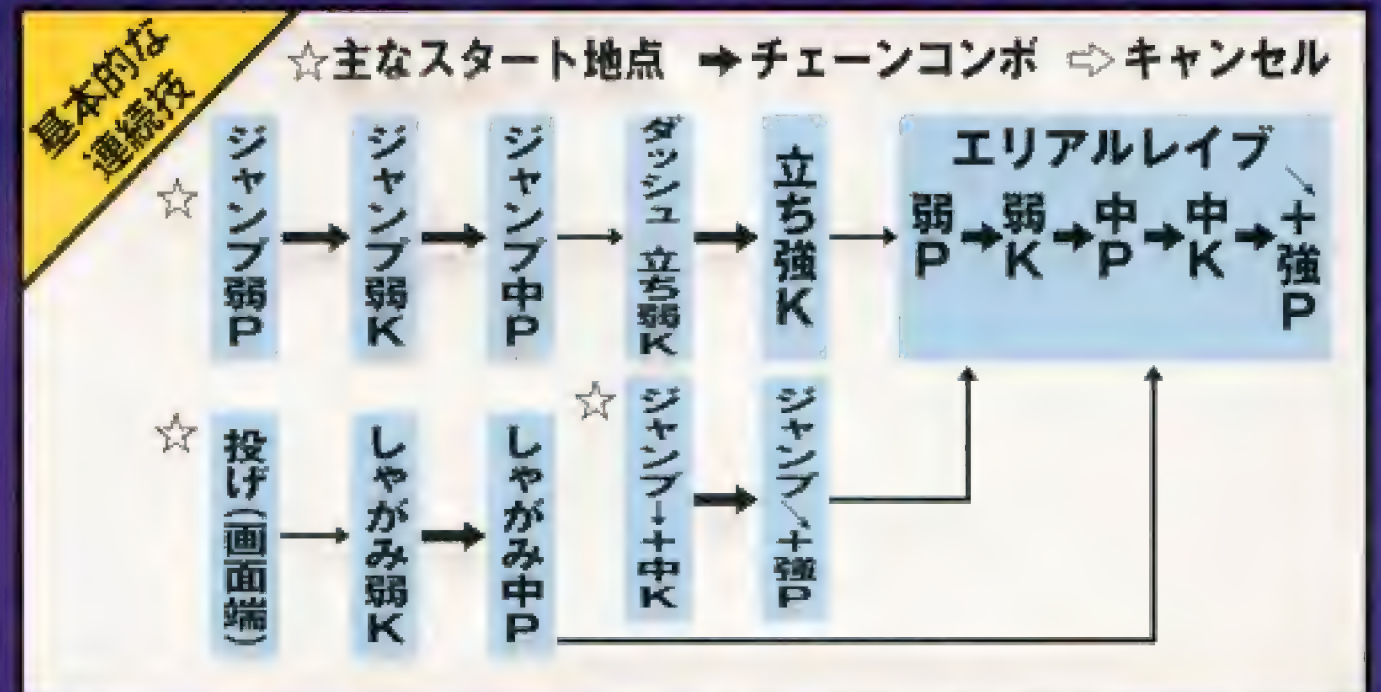 基本的な
連続技
☆主なスタート地点 ➡チェーンコンボ ⇨キャンセル
☆
ジャンプ弱P
ジャンプ弱K
ジャンプ中P
ダッシュ 立ち弱K
立ち強K
エリアルレイブ
弱P➡弱K➡中P➡中K➡↘+強P
☆
投げ(画面端)
しゃがみ弱K
しゃがみ中P
☆
ジャンプ↓+中K
ジャンプ↘+強P